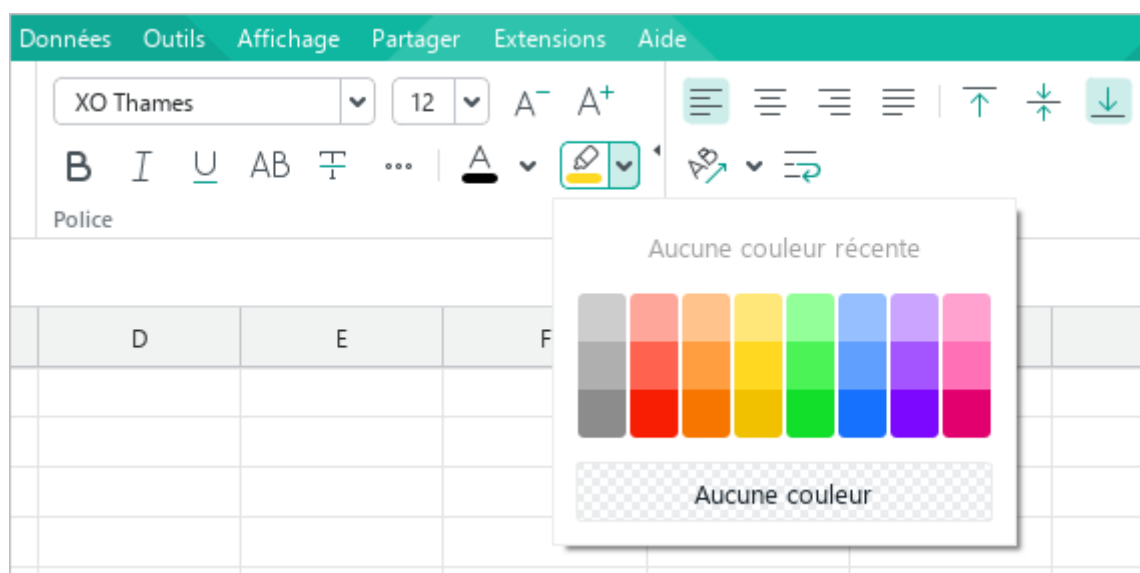 Données Outils Affichage Partager Extensions Aide
XO Thames 12 A− A+
B I U AB T A
Police
Aucune couleur récente
D E F
Aucune couleur